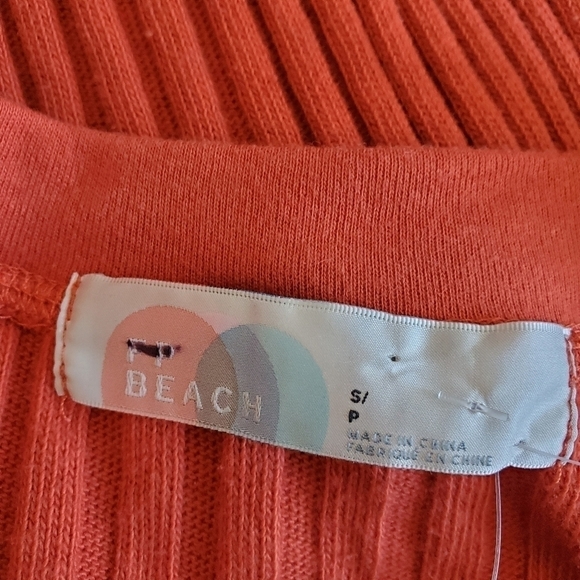 FP
BEACH
S/
P
MADE IN CHINA
FABRIQUÉ EN CHINE